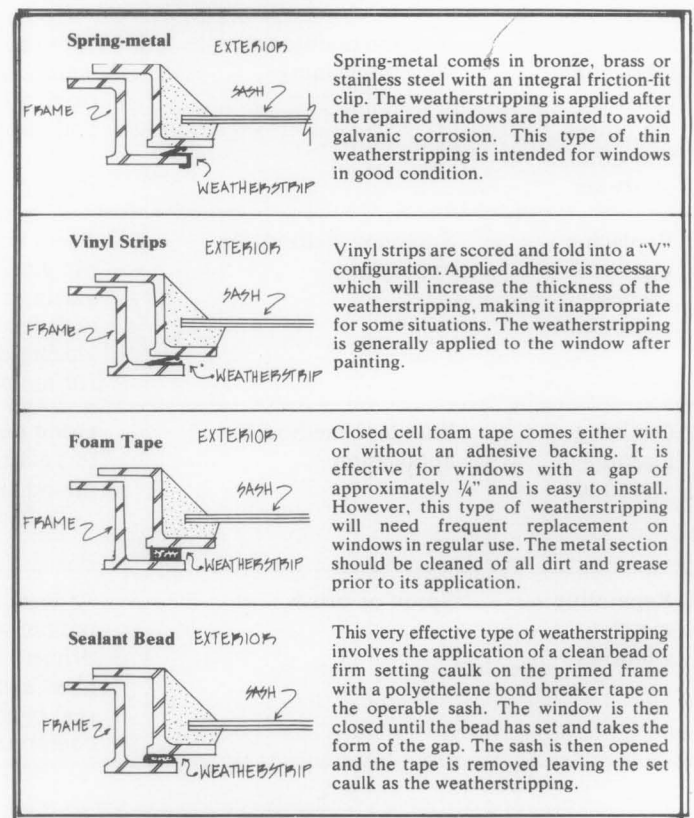 Spring-metal
EXTERIOR
SASH
FRAME
WEATHERSTRIP
Spring-metal comes in bronze, brass or
stainless steel with an integral friction-fit
clip. The weatherstripping is applied after
the repaired windows are painted to avoid
galvanic corrosion. This type of thin
weatherstripping is intended for windows
in good condition.
Vinyl Strips
EXTERIOR
SASH
FRAME
WEATHERSTRIP
Vinyl strips are scored and fold into a “V”
configuration. Applied adhesive is necessary
which will increase the thickness of the
weatherstripping, making it inappropriate
for some situations. The weatherstripping
is generally applied to the window after
painting.
Foam Tape
EXTERIOR
SASH
FRAME
WEATHERSTRIP
Closed cell foam tape comes either with
or without an adhesive backing. It is
effective for windows with a gap of
approximately ¼” and is easy to install.
However, this type of weatherstripping
will need frequent replacement on
windows in regular use. The metal section
should be cleaned of all dirt and grease
prior to its application.
Sealant Bead
EXTERIOR
SASH
FRAME
WEATHERSTRIP
This very effective type of weatherstripping
involves the application of a clean bead of
firm setting caulk on the primed frame
with a polyethelene bond breaker tape on
the operable sash. The window is then
closed until the bead has set and takes the
form of the gap. The sash is then opened
and the tape is removed leaving the set
caulk as the weatherstripping.